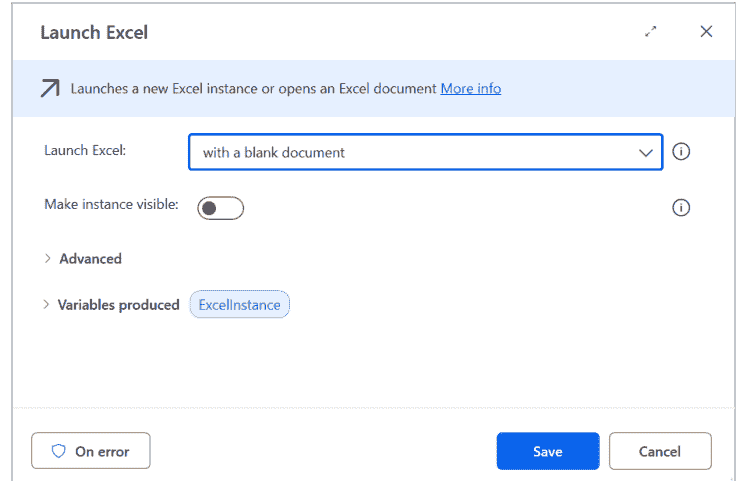 Launch Excel
Launches a new Excel instance or opens an Excel document More info
Launch Excel: with a blank document
Make instance visible:
Advanced
Variables produced ExcelInstance
On error Save Cancel